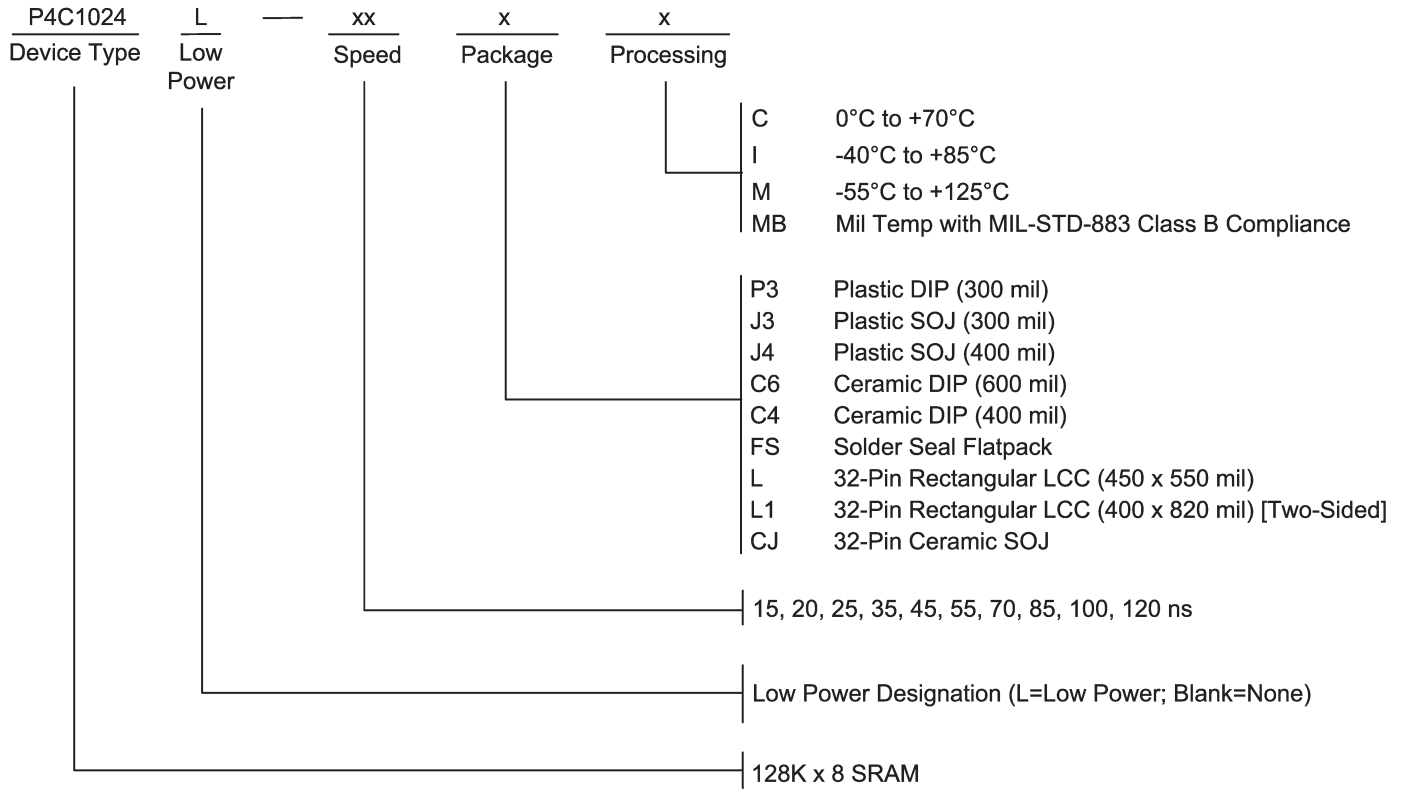 P4C1024 L — xx x x
Device Type Low Power Speed Package Processing
C 0°C to +70°C
I -40°C to +85°C
M -55°C to +125°C
MB Mil Temp with MIL-STD-883 Class B Compliance
P3 Plastic DIP (300 mil)
J3 Plastic SOJ (300 mil)
J4 Plastic SOJ (400 mil)
C6 Ceramic DIP (600 mil)
C4 Ceramic DIP (400 mil)
FS Solder Seal Flatpack
L 32-Pin Rectangular LCC (450 x 550 mil)
L1 32-Pin Rectangular LCC (400 x 820 mil) [Two-Sided]
CJ 32-Pin Ceramic SOJ
15, 20, 25, 35, 45, 55, 70, 85, 100, 120 ns
Low Power Designation (L=Low Power; Blank=None)
128K x 8 SRAM